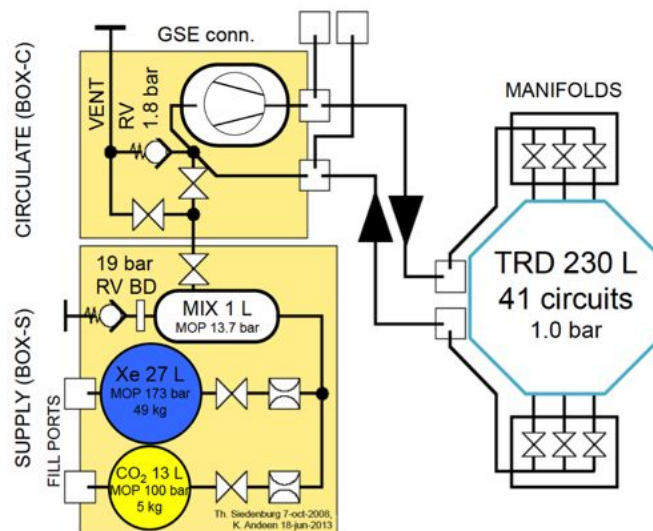 GSE conn.
CIRCULATE (BOX-C)
VENT
RV
1.8 bar
MANIFOLDS
TRD 230 L
41 circuits
1.0 bar
SUPPLY (BOX-S)
19 bar
RV BD
MIX 1 L
MOP 13.7 bar
Xe 27 L
MOP 173 bar
49 kg
FILL PORTS
CO₂ 13 L
MOP 100 bar
5 kg
Th. Siedenburg 7-oct-2008,
K. Andeen 18-jun-2013